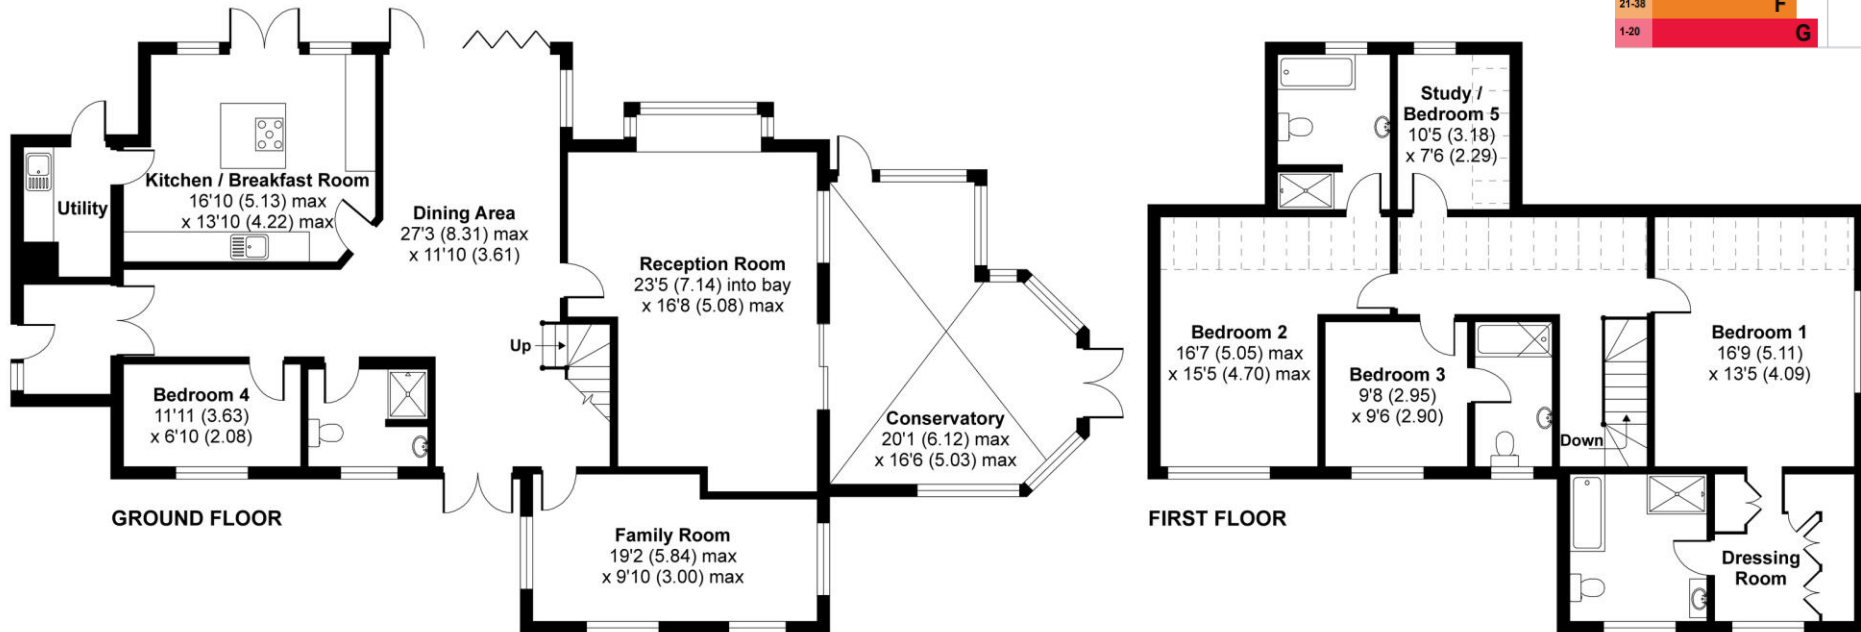 21-38
F
1-20
G
Kitchen / Breakfast Room
16'10 (5.13) max
x 13'10 (4.22) max
Utility
Dining Area
27'3 (8.31) max
x 11'10 (3.61)
Reception Room
23'5 (7.14) into bay
x 16'8 (5.08) max
Up
Bedroom 4
11'11 (3.63)
x 6'10 (2.08)
Conservatory
20'1 (6.12) max
x 16'6 (5.03) max
Family Room
19'2 (5.84) max
x 9'10 (3.00) max
GROUND FLOOR
Study /
Bedroom 5
10'5 (3.18)
x 7'6 (2.29)
Bedroom 2
16'7 (5.05) max
x 15'5 (4.70) max
Bedroom 3
9'8 (2.95)
x 9'6 (2.90)
Down
Bedroom 1
16'9 (5.11)
x 13'5 (4.09)
Dressing
Room
FIRST FLOOR